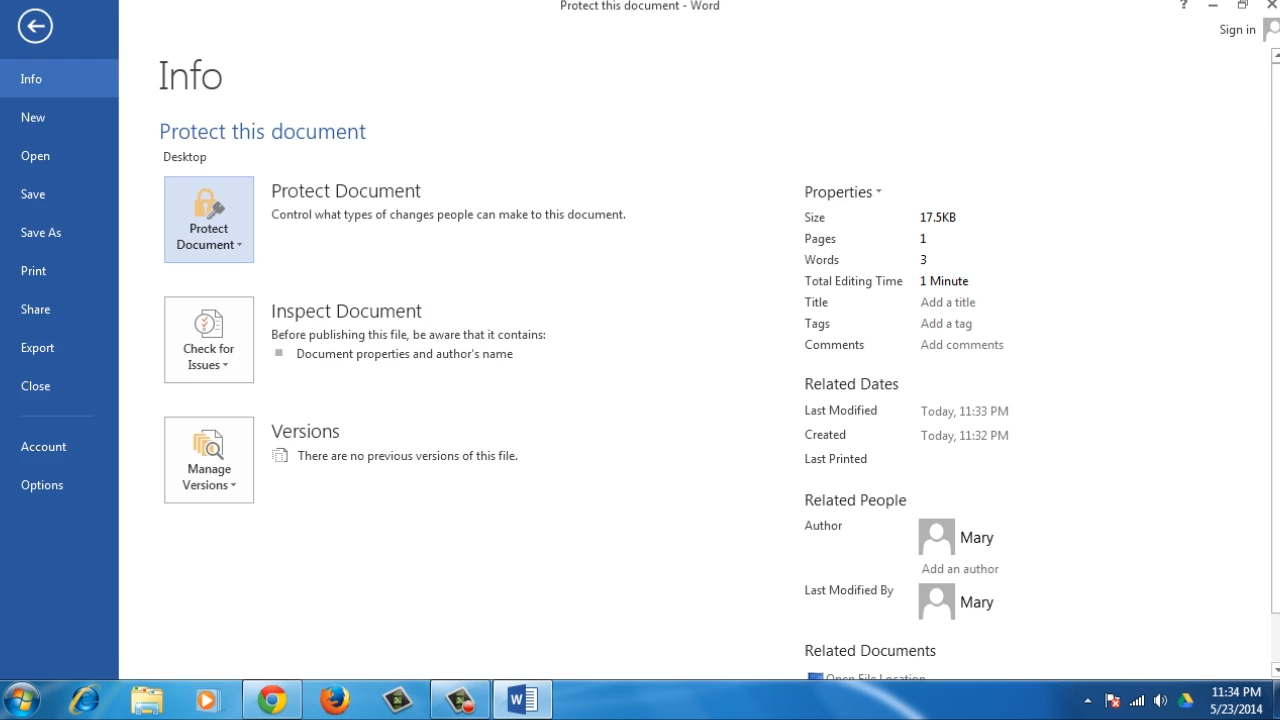 Protect this document - Word
?
Sign in
Info
New
Open
Save
Save As
Print
Share
Export
Close
Account
Options
Info
Protect this document
Desktop
Protect
Document
Protect Document
Control what types of changes people can make to this document.
Check for
Issues
Inspect Document
Before publishing this file, be aware that it contains:
Document properties and author's name
Manage
Versions
Versions
There are no previous versions of this file.
Properties
Size 17.5KB
Pages 1
Words 3
Total Editing Time 1 Minute
Title Add a title
Tags Add a tag
Comments Add comments
Related Dates
Last Modified Today, 11:33 PM
Created Today, 11:32 PM
Last Printed
Related People
Author Mary
Add an author
Last Modified By Mary
Related Documents
Open File Location
11:34 PM
5/23/2014